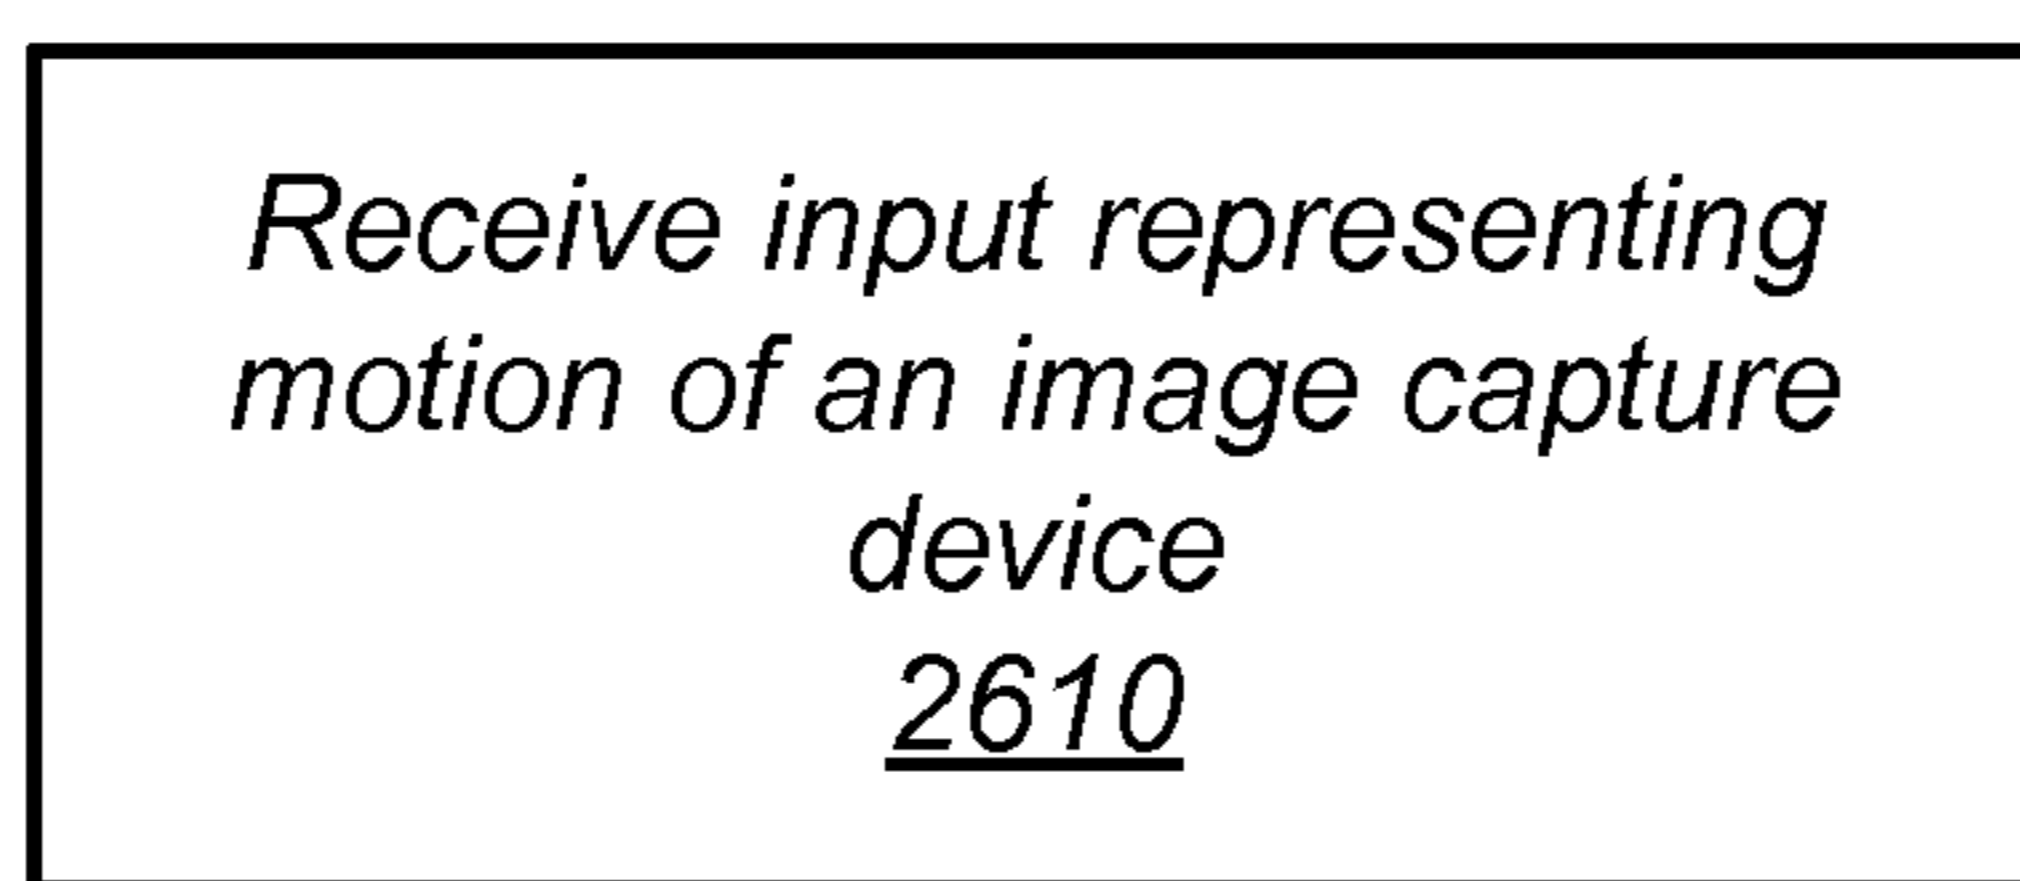 Receive input representing
motion of an image capture
device
2610